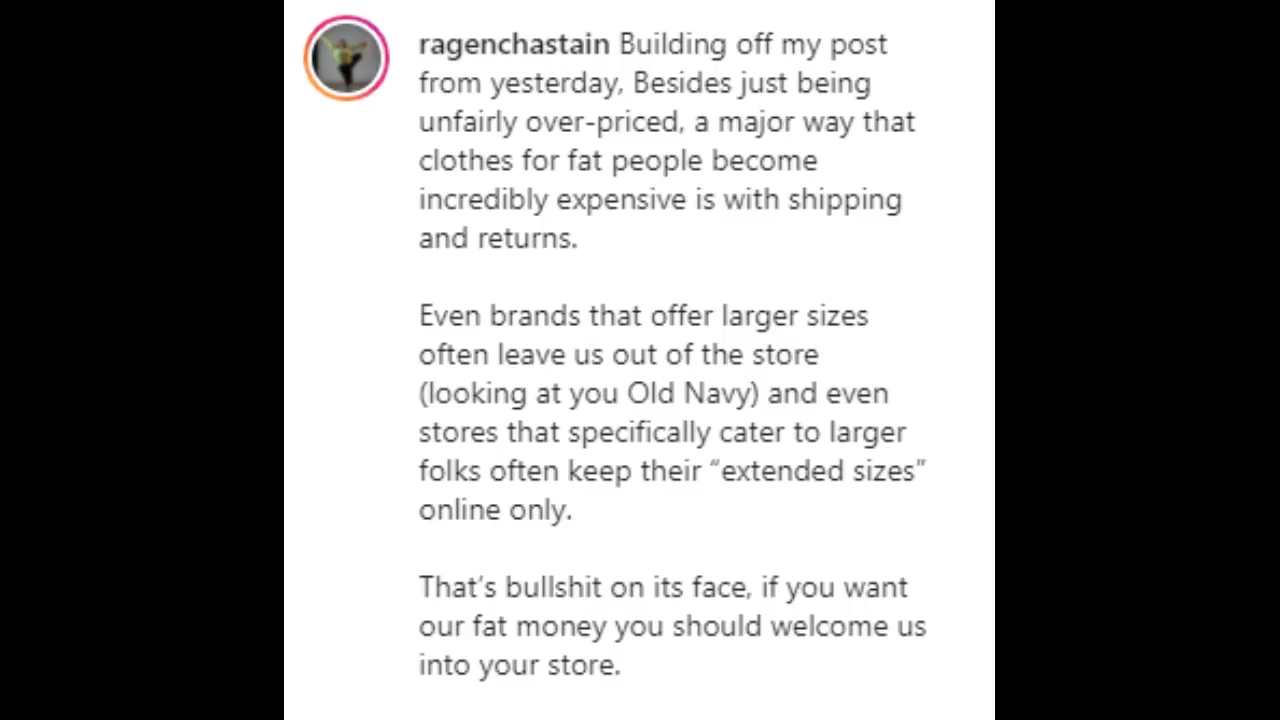 ragenchastain Building off my post
from yesterday, Besides just being
unfairly over-priced, a major way that
clothes for fat people become
incredibly expensive is with shipping
and returns.
Even brands that offer larger sizes
often leave us out of the store
(looking at you Old Navy) and even
stores that specifically cater to larger
folks often keep their “extended sizes”
online only.
That’s bullshit on its face, if you want
our fat money you should welcome us
into your store.